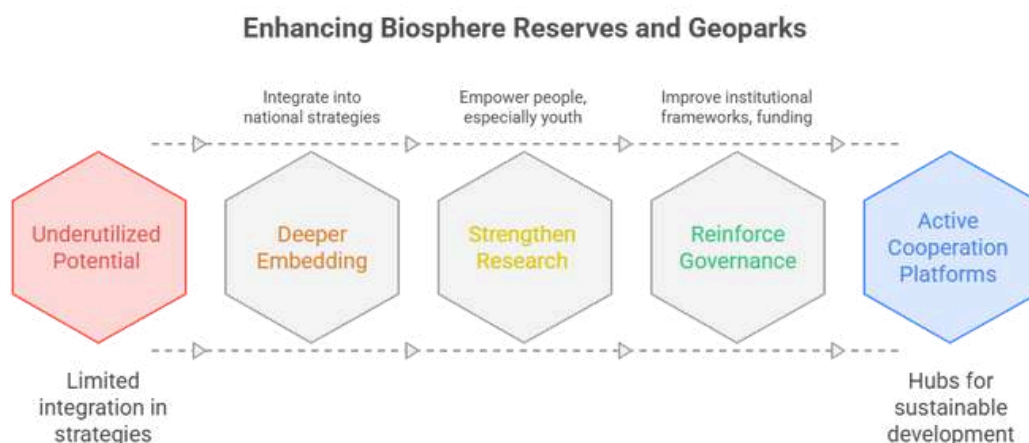 Enhancing Biosphere Reserves and Geoparks
Integrate into
national strategies
Empower people,
especially youth
Improve institutional
frameworks, funding
Underutilized
Potential
Deeper
Embedding
Strengthen
Research
Reinforce
Governance
Active
Cooperation
Platforms
Limited
integration in
strategies
Hubs for
sustainable
development